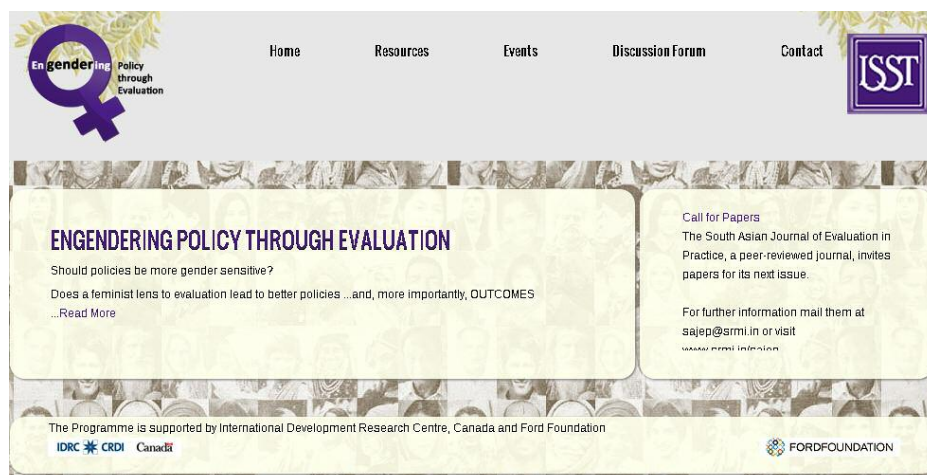 Home Resources Events Discussion Forum Contact
Engendering Policy
through
Evaluation
ISST
ENGENDERING POLICY THROUGH EVALUATION
Should policies be more gender sensitive?
Does a feminist lens to evaluation lead to better policies ...and, more importantly, OUTCOMES
...Read More
Call for Papers
The South Asian Journal of Evaluation in
Practice, a peer-reviewed journal, invites
papers for its next issue.
For further information mail them at
sajep@srmi.in or visit
www.srmi.in/sajep
The Programme is supported by International Development Research Centre, Canada and Ford Foundation
IDRC CRDI Canada
FORDFOUNDATION